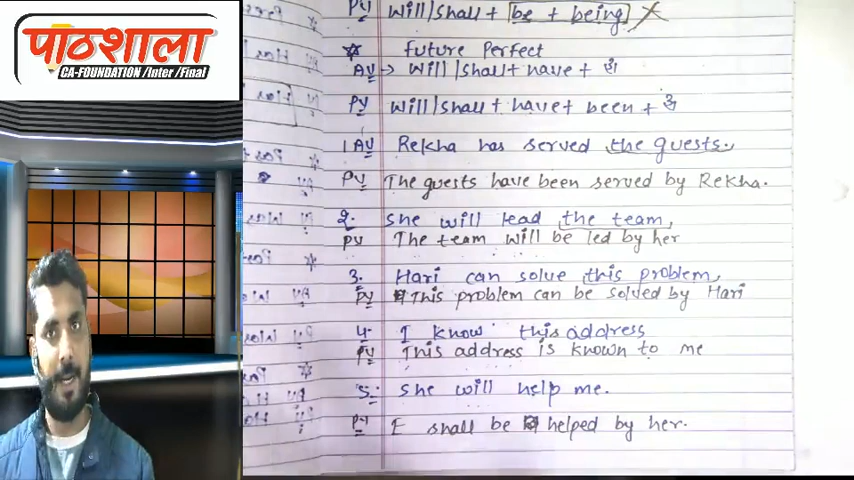 पाठशाला
CA-FOUNDATION/Inter/Final
PV Will/Shall + be + being
☆ future Perfect
AV → Will/Shall + have +
PV will/shall + have + been +
1 AV Rekha has served the guests.
PV The guests have been served by Rekha.
2. She will lead the team,
PV The team will be led by her
3. Hari can solve this problem,
PV This problem can be solved by Hari
4. I know this address
PV This address is known to me
5. She will help me.
PV I shall be helped by her.